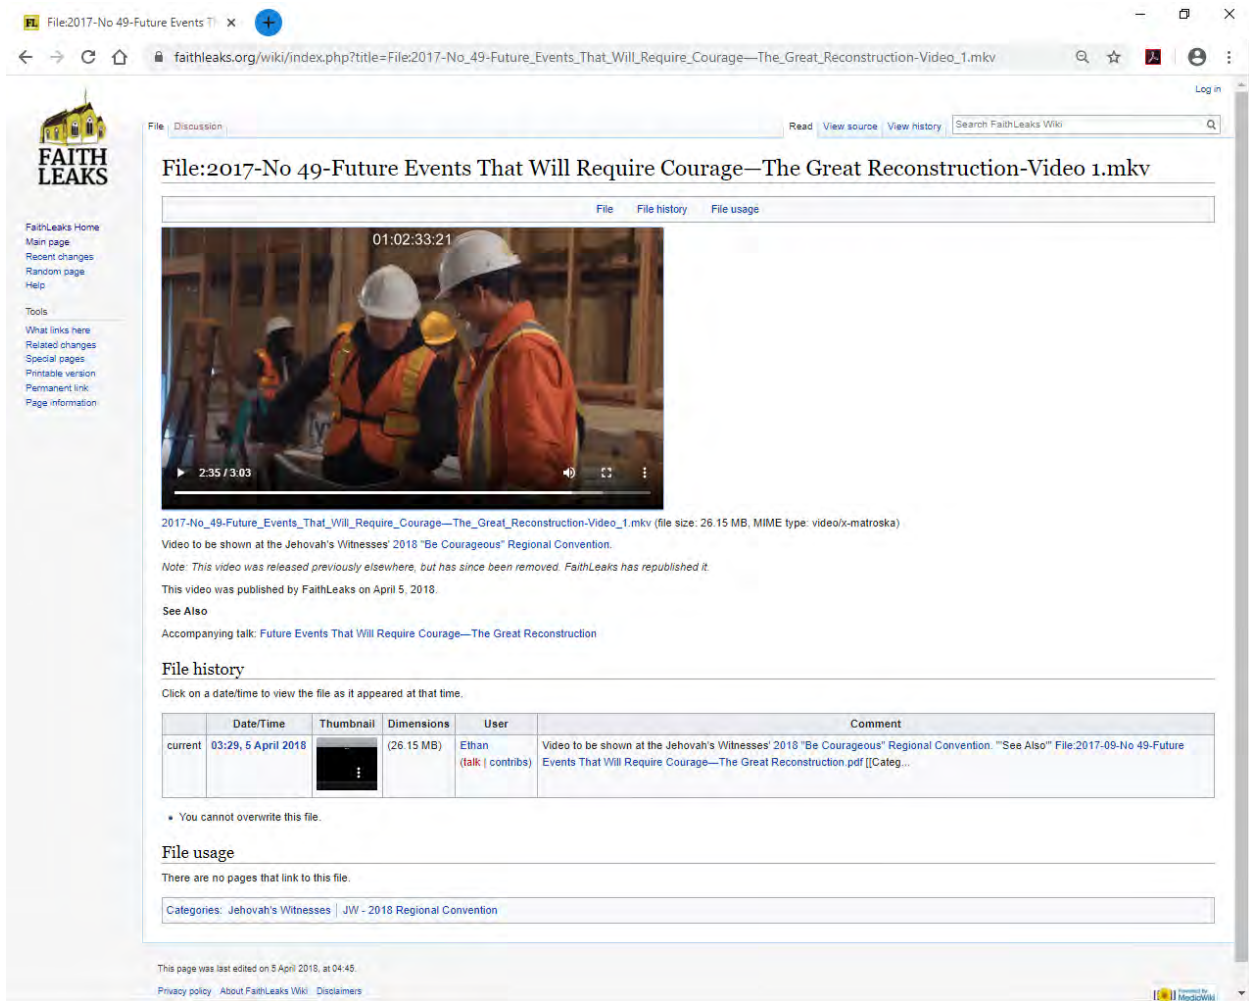 File:2017-No 49-Future Events Th
faithleaks.org/wiki/index.php?title=File:2017-No_49-Future_Events_That_Will_Require_Courage—The_Great_Reconstruction-Video_1.mkv
Log in
FAITH
LEAKS
File Discussion
Read View source View history Search FaithLeaks Wiki
File:2017-No 49-Future Events That Will Require Courage—The Great Reconstruction-Video 1.mkv
File File history File usage
FaithLeaks Home
Main page
Recent changes
Random page
Help
Tools
What links here
Related changes
Special pages
Printable version
Permanent link
Page information
01:02:33:21
2:35 / 3:03
2017-No_49-Future_Events_That_Will_Require_Courage—The_Great_Reconstruction-Video_1.mkv (file size: 26.15 MB, MIME type: video/x-matroska)
Video to be shown at the Jehovah's Witnesses' 2018 "Be Courageous" Regional Convention.
Note: This video was released previously elsewhere, but has since been removed. FaithLeaks has republished it.
This video was published by FaithLeaks on April 5, 2018.
See Also
Accompanying talk: Future Events That Will Require Courage—The Great Reconstruction
File history
Click on a date/time to view the file as it appeared at that time.
Date/Time Thumbnail Dimensions User Comment
current 03:29, 5 April 2018 (26.15 MB) Ethan Video to be shown at the Jehovah's Witnesses' 2018 "Be Courageous" Regional Convention. '''See Also''' File:2017-09-No 49-Future
(talk | contribs) Events That Will Require Courage—The Great Reconstruction.pdf [[Categ...
You cannot overwrite this file.
File usage
There are no pages that link to this file.
Categories: Jehovah's Witnesses | JW - 2018 Regional Convention
This page was last edited on 5 April 2018, at 04:45.
Privacy policy About FaithLeaks Wiki Disclaimers
Powered by
MediaWiki